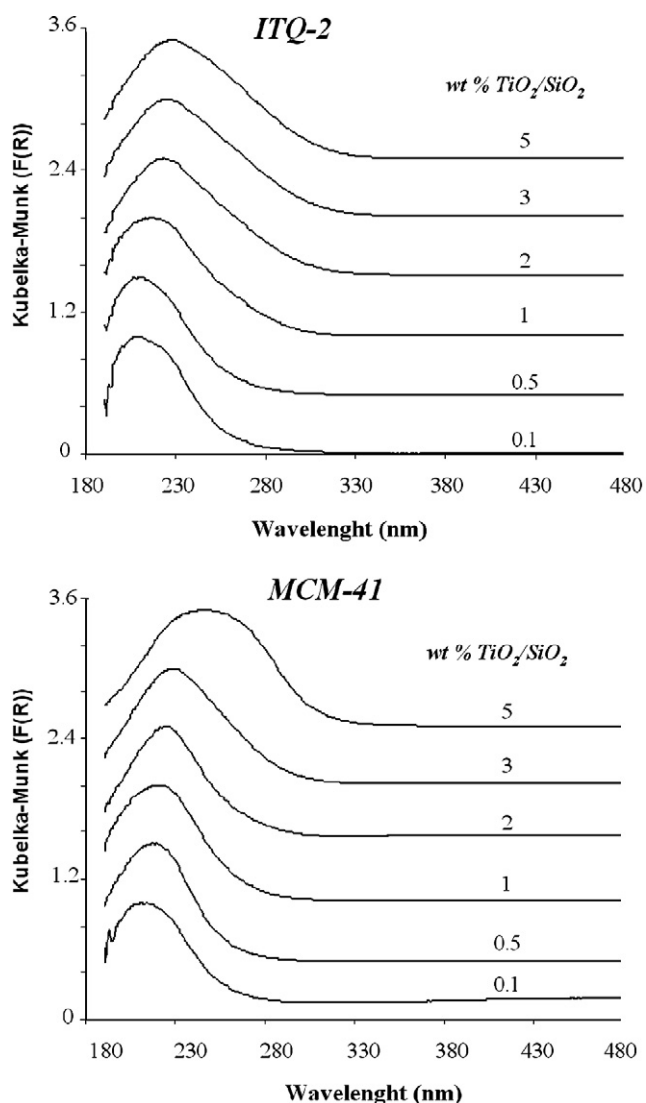 ITQ-2
3.6
2.4
1.2
0
Kubelka-Munk (F(R))
wt % TiO₂/SiO₂
5
3
2
1
0.5
0.1
180 230 280 330 380 430 480
Wavelenght (nm)
MCM-41
3.6
2.4
1.2
0
Kubelka-Munk (F(R))
wt % TiO₂/SiO₂
5
3
2
1
0.5
0.1
180 230 280 330 380 430 480
Wavelenght (nm)